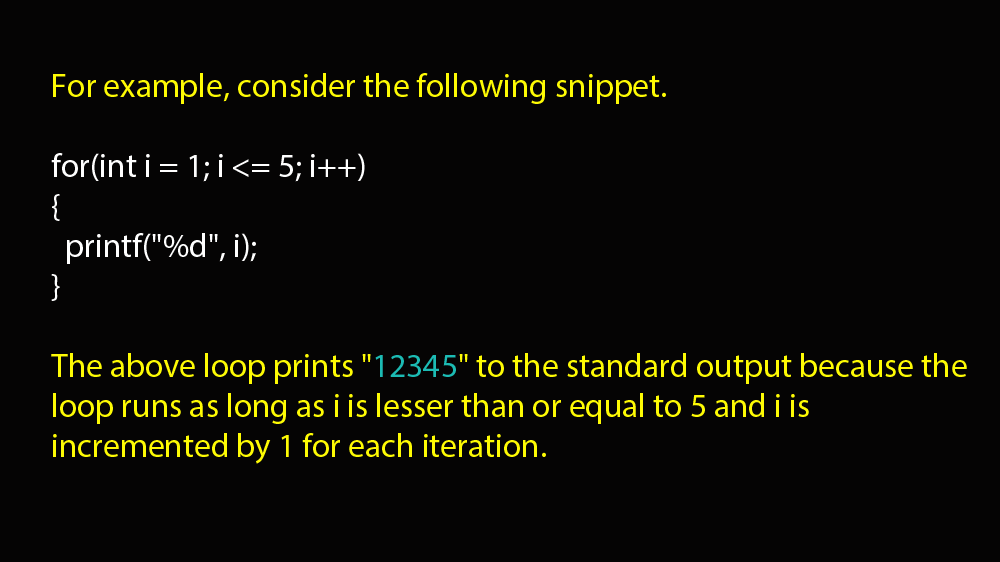 For example, consider the following snippet.
for(int i = 1; i <= 5; i++)
{
  printf("%d", i);
}
The above loop prints "12345" to the standard output because the
loop runs as long as i is lesser than or equal to 5 and i is
incremented by 1 for each iteration.